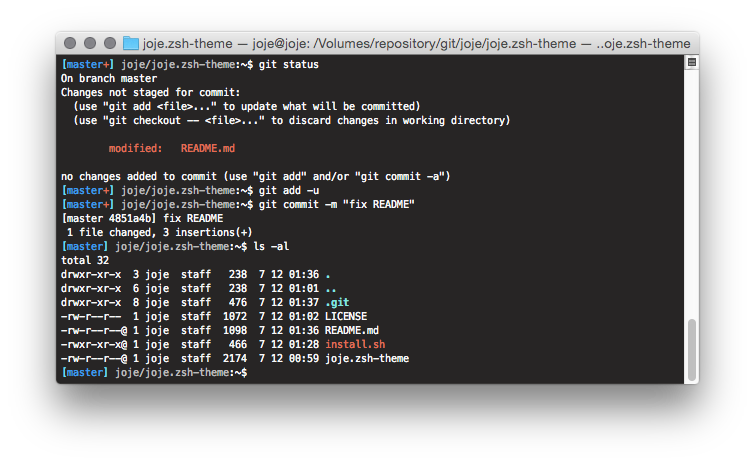 joje.zsh-theme — joje@joje: /Volumes/repository/git/joje/joje.zsh-theme — ..oje.zsh-theme
[master+] joje/joje.zsh-theme:~$ git status
On branch master
Changes not staged for commit:
  (use "git add <file>..." to update what will be committed)
  (use "git checkout -- <file>..." to discard changes in working directory)
        modified:   README.md
no changes added to commit (use "git add" and/or "git commit -a")
[master+] joje/joje.zsh-theme:~$ git add -u
[master+] joje/joje.zsh-theme:~$ git commit -m "fix README"
[master 4851a4b] fix README
 1 file changed, 3 insertions(+)
[master] joje/joje.zsh-theme:~$ ls -al
total 32
drwxr-xr-x  3 joje  staff   238  7 12 01:36 .
drwxr-xr-x  6 joje  staff   238  7 12 01:01 ..
drwxr-xr-x  8 joje  staff   476  7 12 01:37 .git
-rw-r--r--  1 joje  staff  1072  7 12 01:02 LICENSE
-rw-r--r--@ 1 joje  staff  1098  7 12 01:36 README.md
-rwxr-xr-x@ 1 joje  staff   466  7 12 01:28 install.sh
-rw-r--r--@ 1 joje  staff  2174  7 12 00:59 joje.zsh-theme
[master] joje/joje.zsh-theme:~$